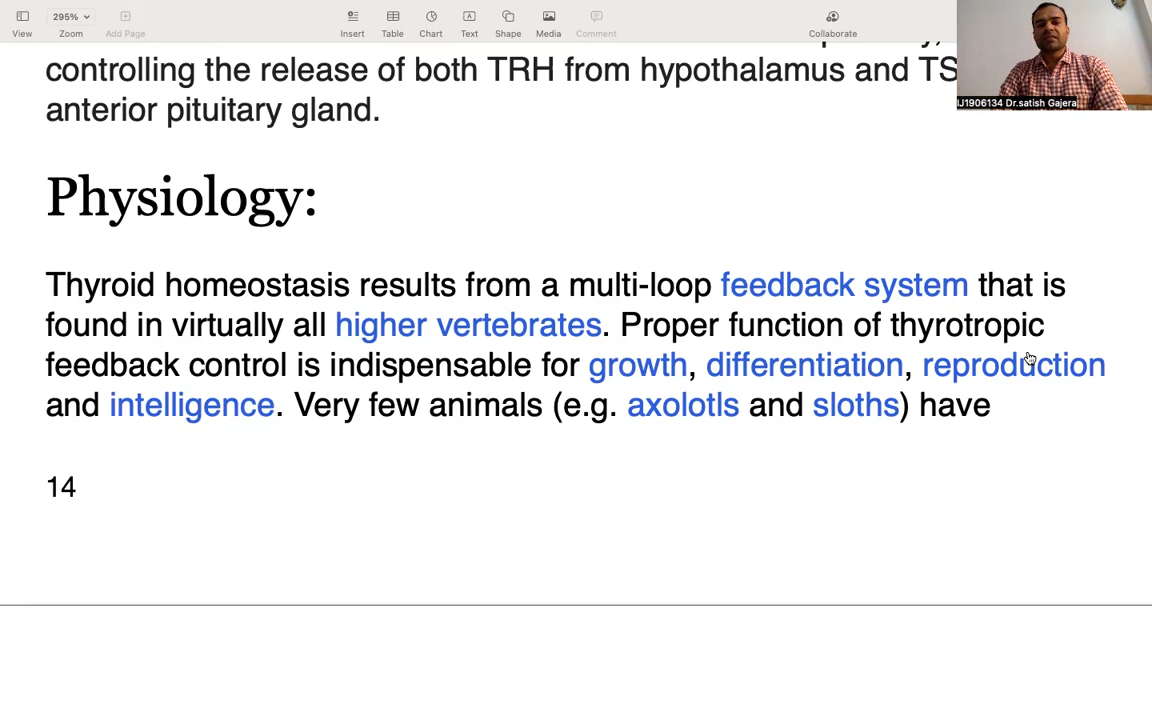 295%
View
Zoom
Add Page
Insert
Table
Chart
Text
Shape
Media
Comment
Collaborate
IJ1906134 Dr.satish Gajera
controlling the release of both TRH from hypothalamus and TS
anterior pituitary gland.
Physiology:
Thyroid homeostasis results from a multi-loop feedback system that is
found in virtually all higher vertebrates. Proper function of thyrotropic
feedback control is indispensable for growth, differentiation, reproduction
and intelligence. Very few animals (e.g. axolotls and sloths) have
14